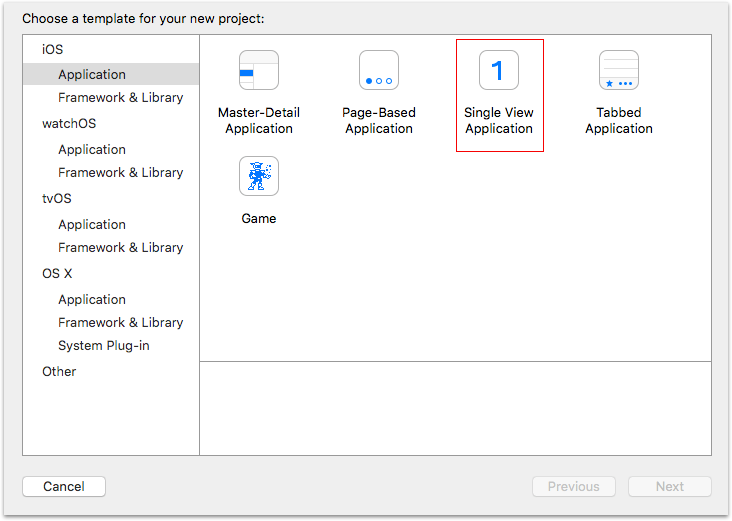 Choose a template for your new project:
iOS
Application
Framework & Library
watchOS
Application
Framework & Library
tvOS
Application
Framework & Library
OS X
Application
Framework & Library
System Plug-in
Other
Master-Detail
Application
Page-Based
Application
1
Single View
Application
Tabbed
Application
Game
Cancel
Previous
Next